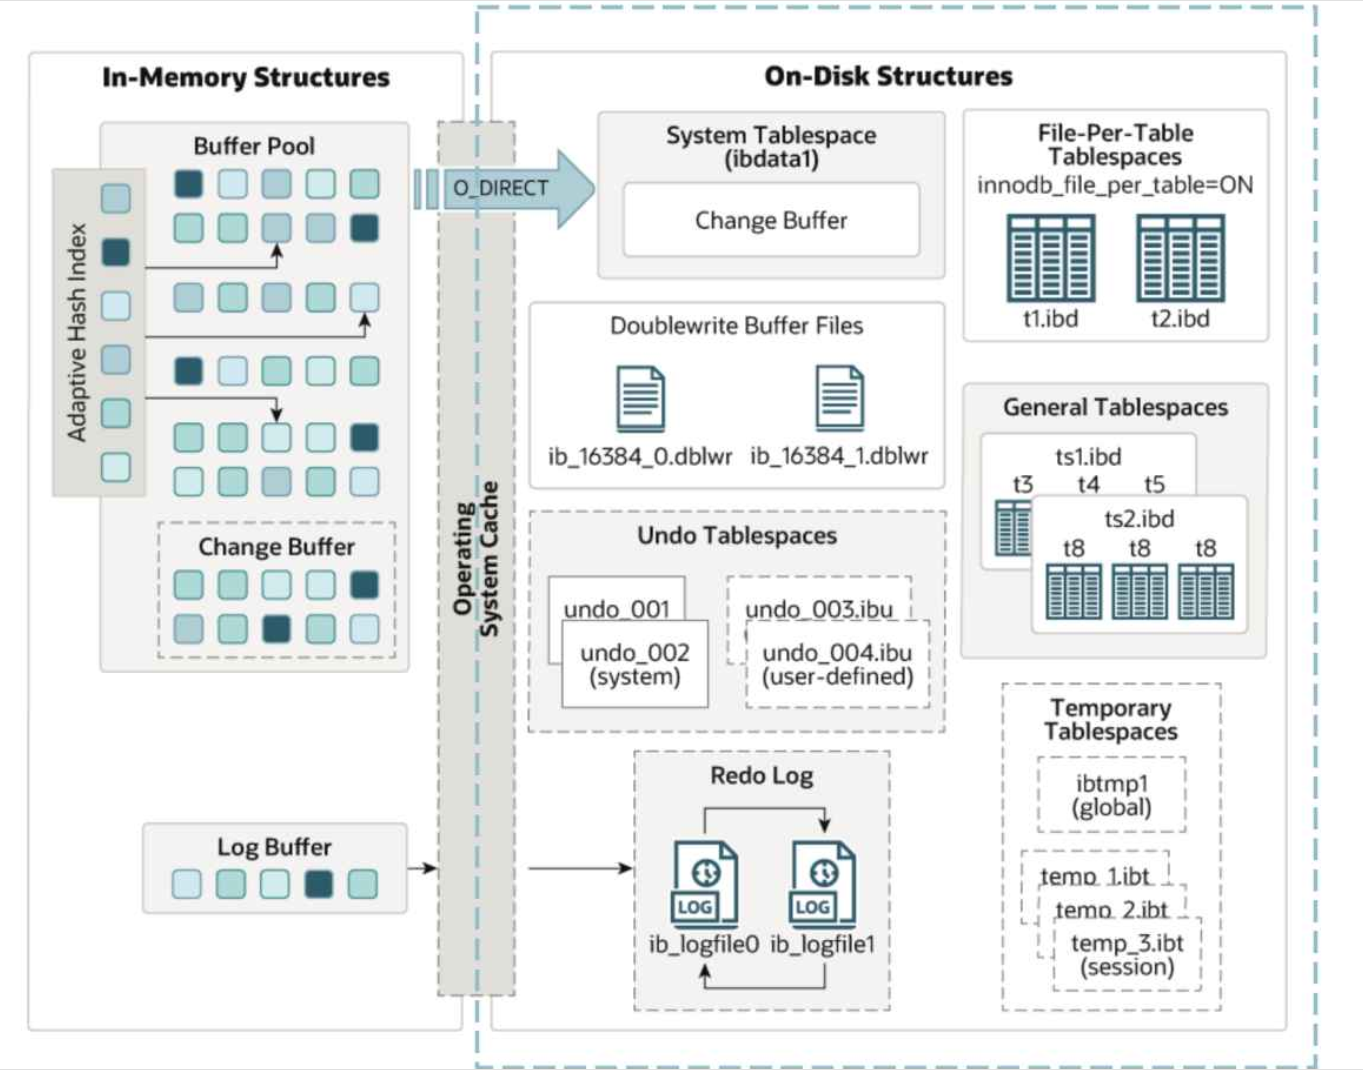 In-Memory Structures
Buffer Pool
Adaptive Hash Index
Change Buffer
Log Buffer
Operating
System Cache
O_DIRECT
On-Disk Structures
System Tablespace
(ibdata1)
Change Buffer
Doublewrite Buffer Files
ib_16384_0.dblwr ib_16384_1.dblwr
Undo Tablespaces
undo_001
undo_002
(system)
undo_003.ibu
undo_004.ibu
(user-defined)
Redo Log
LOG LOG
ib_logfile0 ib_logfile1
File-Per-Table
Tablespaces
innodb_file_per_table=ON
t1.ibd t2.ibd
General Tablespaces
ts1.ibd
t3 t4 t5
ts2.ibd
t8 t8 t8
Temporary
Tablespaces
ibtmp1
(global)
temp_1.ibt
temp_2.ibt
temp_3.ibt
(session)